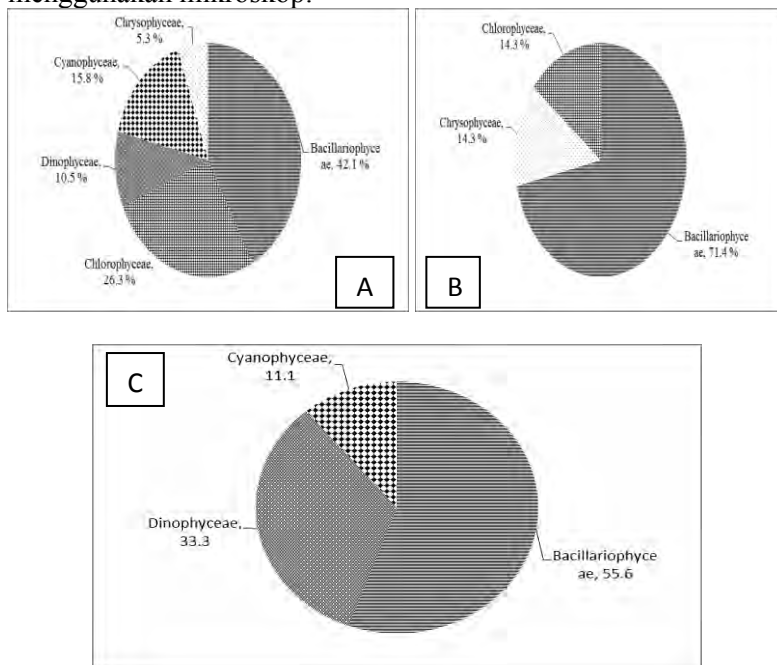 menggunakan mikroskop.
Chrysophyceae,
5.3 %
Cyanophyceae,
15.8 %
Dinophyceae,
10.5 %
Chlorophyceae,
26.3 %
Bacillariophyce
ae, 42.1 %
A
Chlorophyceae,
14.3 %
Chrysophyceae,
14.3 %
Bacillariophyce
ae, 71.4 %
B
C
Cyanophyceae,
11.1
Dinophyceae,
33.3
Bacillariophyce
ae, 55.6